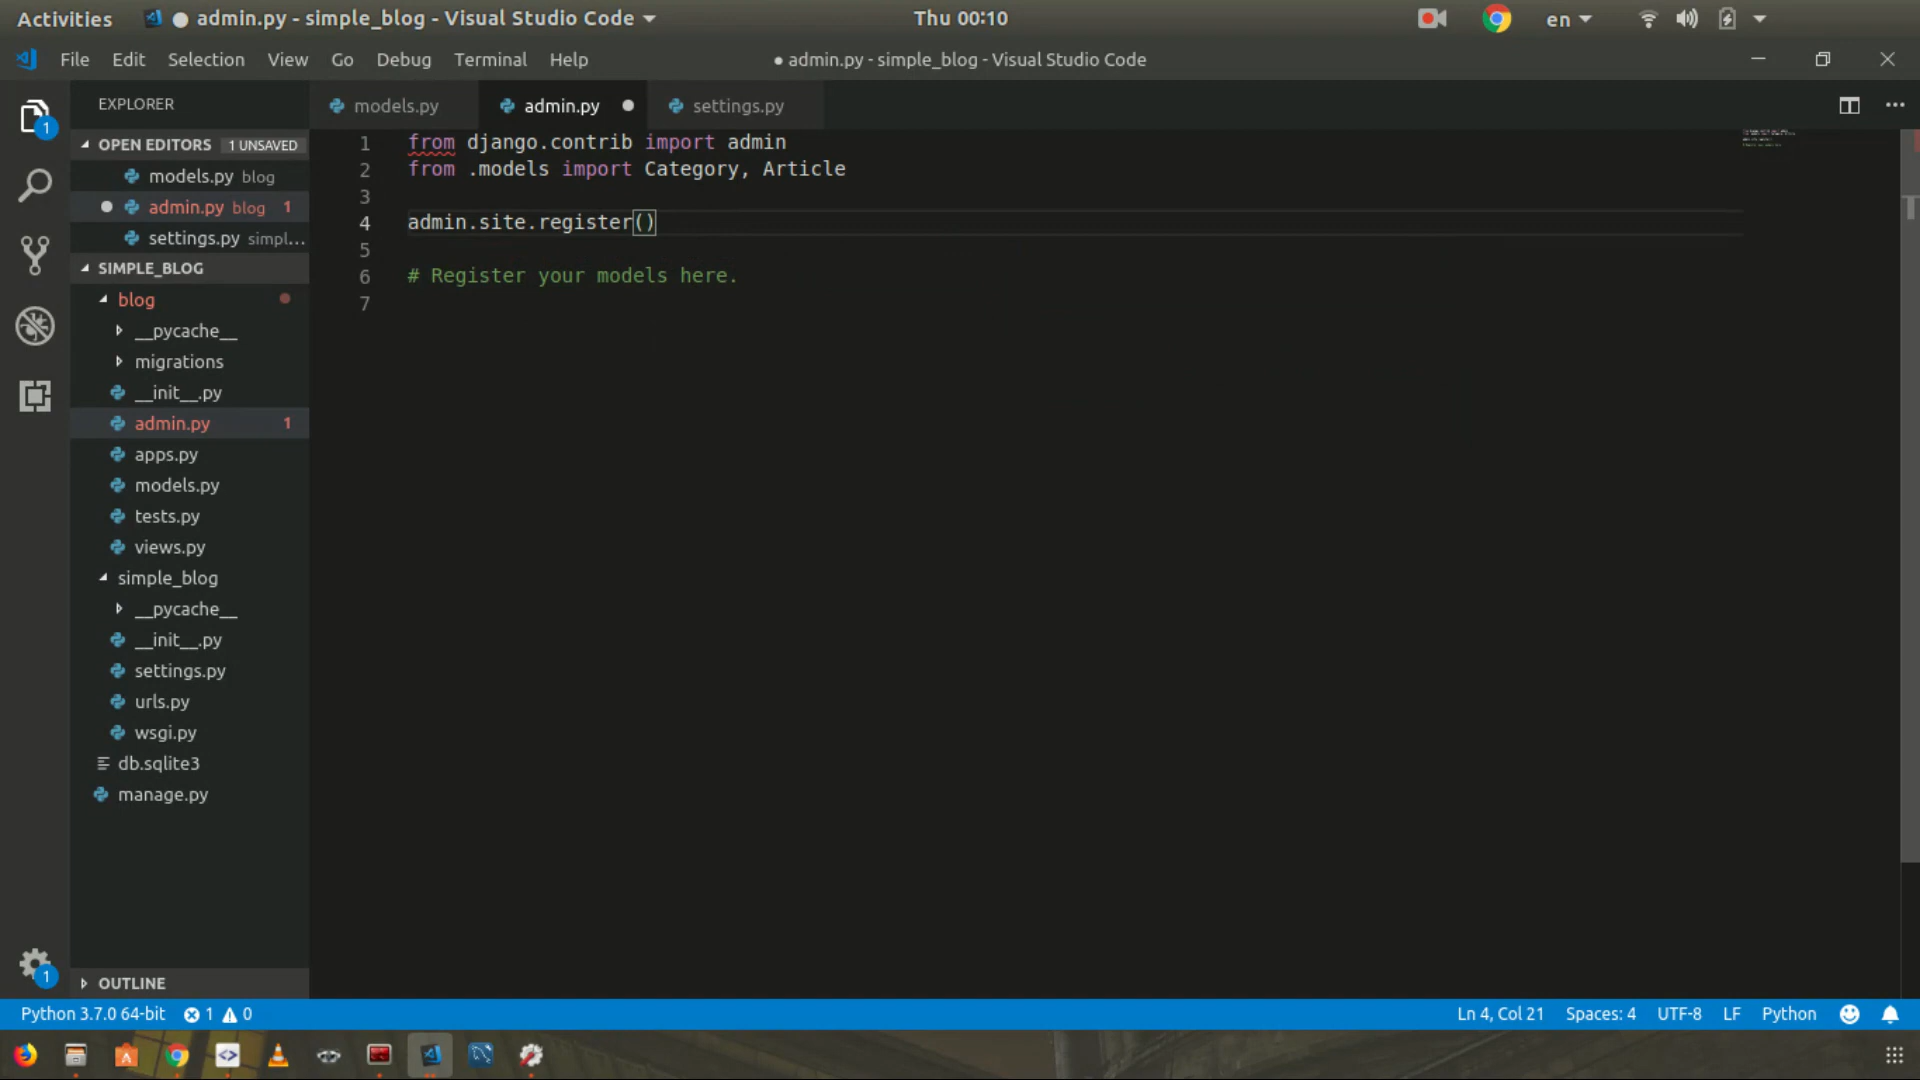 Activities ● admin.py - simple_blog - Visual Studio Code Thu 00:10 en
File Edit Selection View Go Debug Terminal Help ● admin.py - simple_blog - Visual Studio Code
EXPLORER models.py admin.py ● settings.py
1
OPEN EDITORS 1 UNSAVED
models.py blog
admin.py blog 1
settings.py simpl...
SIMPLE_BLOG
blog
__pycache__
migrations
__init__.py
admin.py 1
apps.py
models.py
tests.py
views.py
simple_blog
__pycache__
__init__.py
settings.py
urls.py
wsgi.py
db.sqlite3
manage.py
1
OUTLINE
1 from django.contrib import admin
2 from .models import Category, Article
3
4 admin.site.register()
5
6 # Register your models here.
7
Python 3.7.0 64-bit 1 0 Ln 4, Col 21 Spaces: 4 UTF-8 LF Python